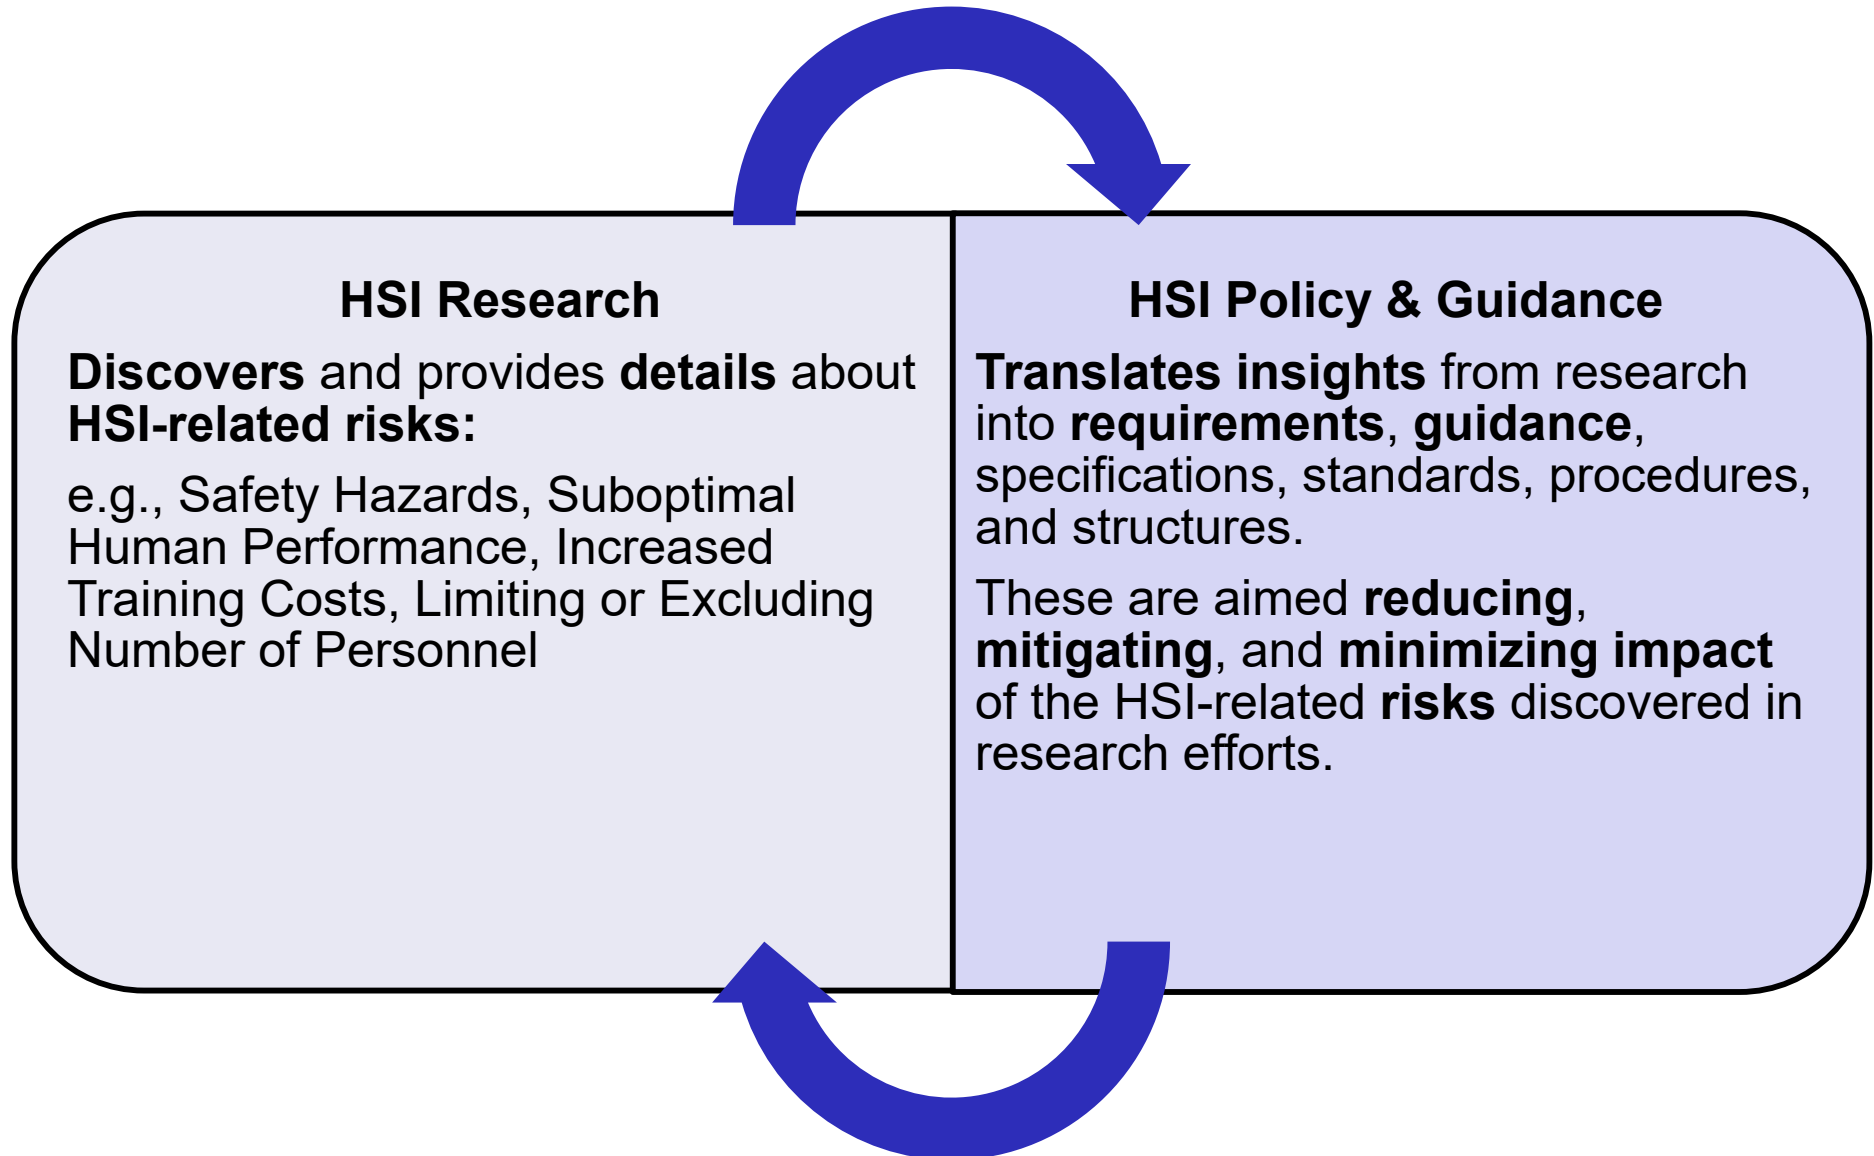 HSI Research
Discovers and provides details about
HSI-related risks:
e.g., Safety Hazards, Suboptimal
Human Performance, Increased
Training Costs, Limiting or Excluding
Number of Personnel
HSI Policy & Guidance
Translates insights from research
into requirements, guidance,
specifications, standards, procedures,
and structures.
These are aimed reducing,
mitigating, and minimizing impact
of the HSI-related risks discovered in
research efforts.